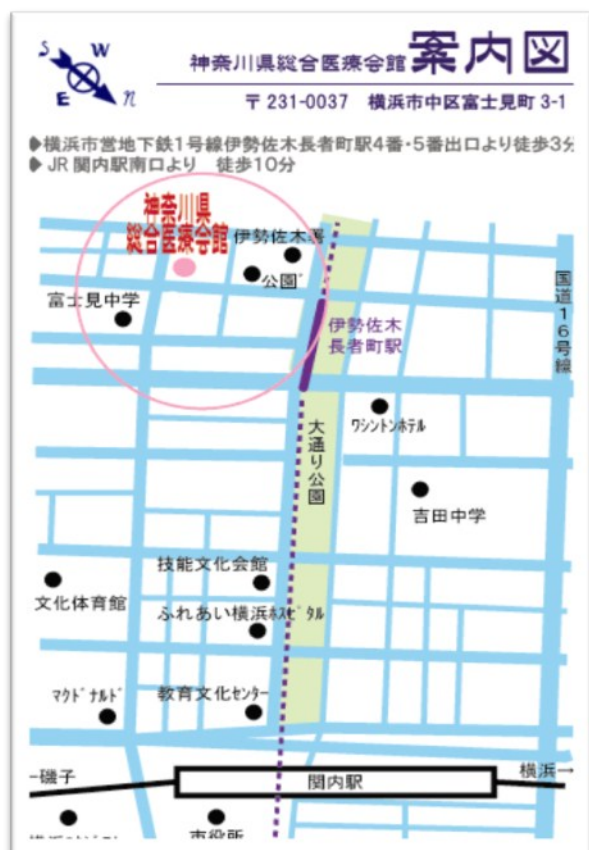 S W
E n
神奈川県総合医療会館 案内図
〒231-0037 横浜市中区富士見町 3-1
▶横浜市営地下鉄1号線伊勢佐木長者町駅4番・5番出口より徒歩3分
▶ JR 関内駅南口より 徒歩10分
神奈川県
総合医療会館
伊勢佐木署
公園
富士見中学
国道16号線
伊勢佐木
長者町駅
ワシントンホテル
大通り公園
吉田中学
技能文化会館
文化体育館
ふれあい横浜ホスピタル
マクドナルド
教育文化センター
←磯子
関内駅
横浜→
市役所